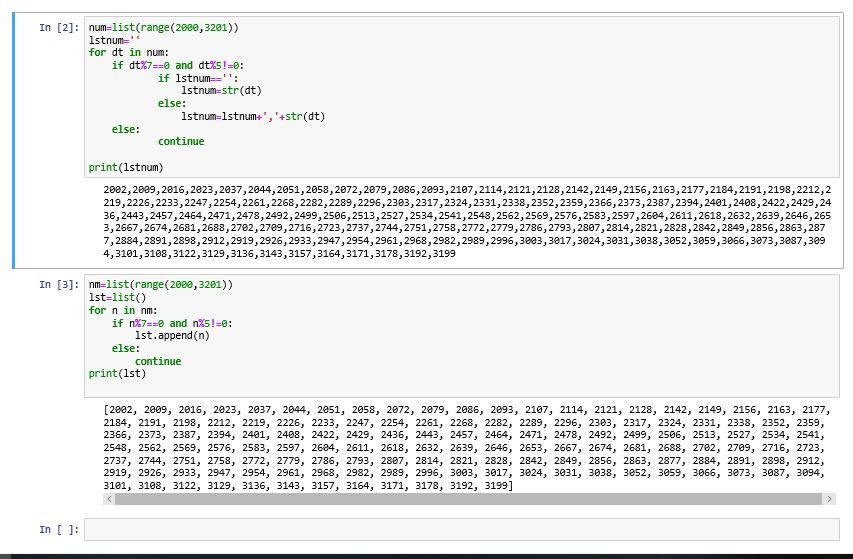 In [2]: num=list(range(2000,3201))
lstnum=''
for dt in num:
    if dt%7==0 and dt%5!=0:
            if lstnum=='':
                lstnum=str(dt)
            else:
                lstnum=lstnum+','+str(dt)
    else:
            continue
print(lstnum)
2002,2009,2016,2023,2037,2044,2051,2058,2072,2079,2086,2093,2107,2114,2121,2128,2142,2149,2156,2163,2177,2184,2191,2198,2212,2
219,2226,2233,2247,2254,2261,2268,2282,2289,2296,2303,2317,2324,2331,2338,2352,2359,2366,2373,2387,2394,2401,2408,2422,2429,24
36,2443,2457,2464,2471,2478,2492,2499,2506,2513,2527,2534,2541,2548,2562,2569,2576,2583,2597,2604,2611,2618,2632,2639,2646,265
3,2667,2674,2681,2688,2702,2709,2716,2723,2737,2744,2751,2758,2772,2779,2786,2793,2807,2814,2821,2828,2842,2849,2856,2863,287
7,2884,2891,2898,2912,2919,2926,2933,2947,2954,2961,2968,2982,2989,2996,3003,3017,3024,3031,3038,3052,3059,3066,3073,3087,309
4,3101,3108,3122,3129,3136,3143,3157,3164,3171,3178,3192,3199
In [3]: nm=list(range(2000,3201))
lst=list()
for n in nm:
    if n%7==0 and n%5!=0:
        lst.append(n)
    else:
        continue
print(lst)
[2002, 2009, 2016, 2023, 2037, 2044, 2051, 2058, 2072, 2079, 2086, 2093, 2107, 2114, 2121, 2128, 2142, 2149, 2156, 2163, 2177,
2184, 2191, 2198, 2212, 2219, 2226, 2233, 2247, 2254, 2261, 2268, 2282, 2289, 2296, 2303, 2317, 2324, 2331, 2338, 2352, 2359,
2366, 2373, 2387, 2394, 2401, 2408, 2422, 2429, 2436, 2443, 2457, 2464, 2471, 2478, 2492, 2499, 2506, 2513, 2527, 2534, 2541,
2548, 2562, 2569, 2576, 2583, 2597, 2604, 2611, 2618, 2632, 2639, 2646, 2653, 2667, 2674, 2681, 2688, 2702, 2709, 2716, 2723,
2737, 2744, 2751, 2758, 2772, 2779, 2786, 2793, 2807, 2814, 2821, 2828, 2842, 2849, 2856, 2863, 2877, 2884, 2891, 2898, 2912,
2919, 2926, 2933, 2947, 2954, 2961, 2968, 2982, 2989, 2996, 3003, 3017, 3024, 3031, 3038, 3052, 3059, 3066, 3073, 3087, 3094,
3101, 3108, 3122, 3129, 3136, 3143, 3157, 3164, 3171, 3178, 3192, 3199]
In [ ]: